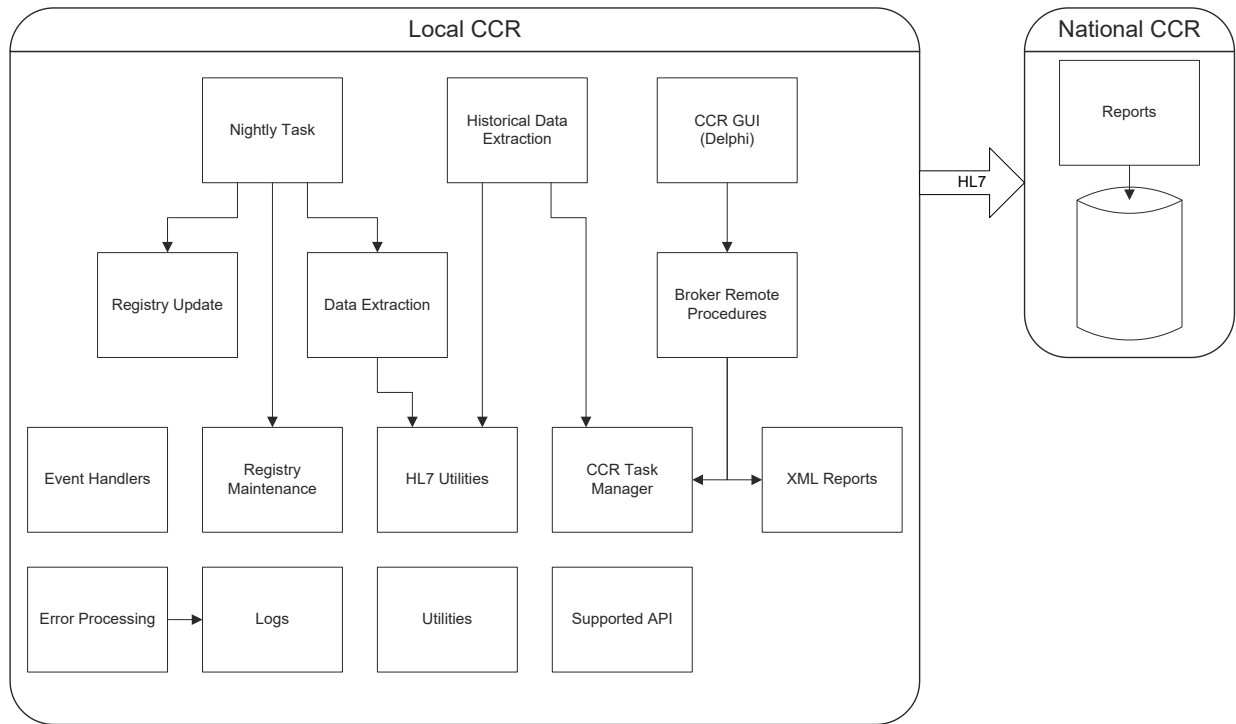 Local CCR
National CCR
Nightly Task
Historical Data
Extraction
CCR GUI
(Delphi)
Reports
HL7
Registry Update
Data Extraction
Broker Remote
Procedures
Event Handlers
Registry
Maintenance
HL7 Utilities
CCR Task
Manager
XML Reports
Error Processing
Logs
Utilities
Supported API